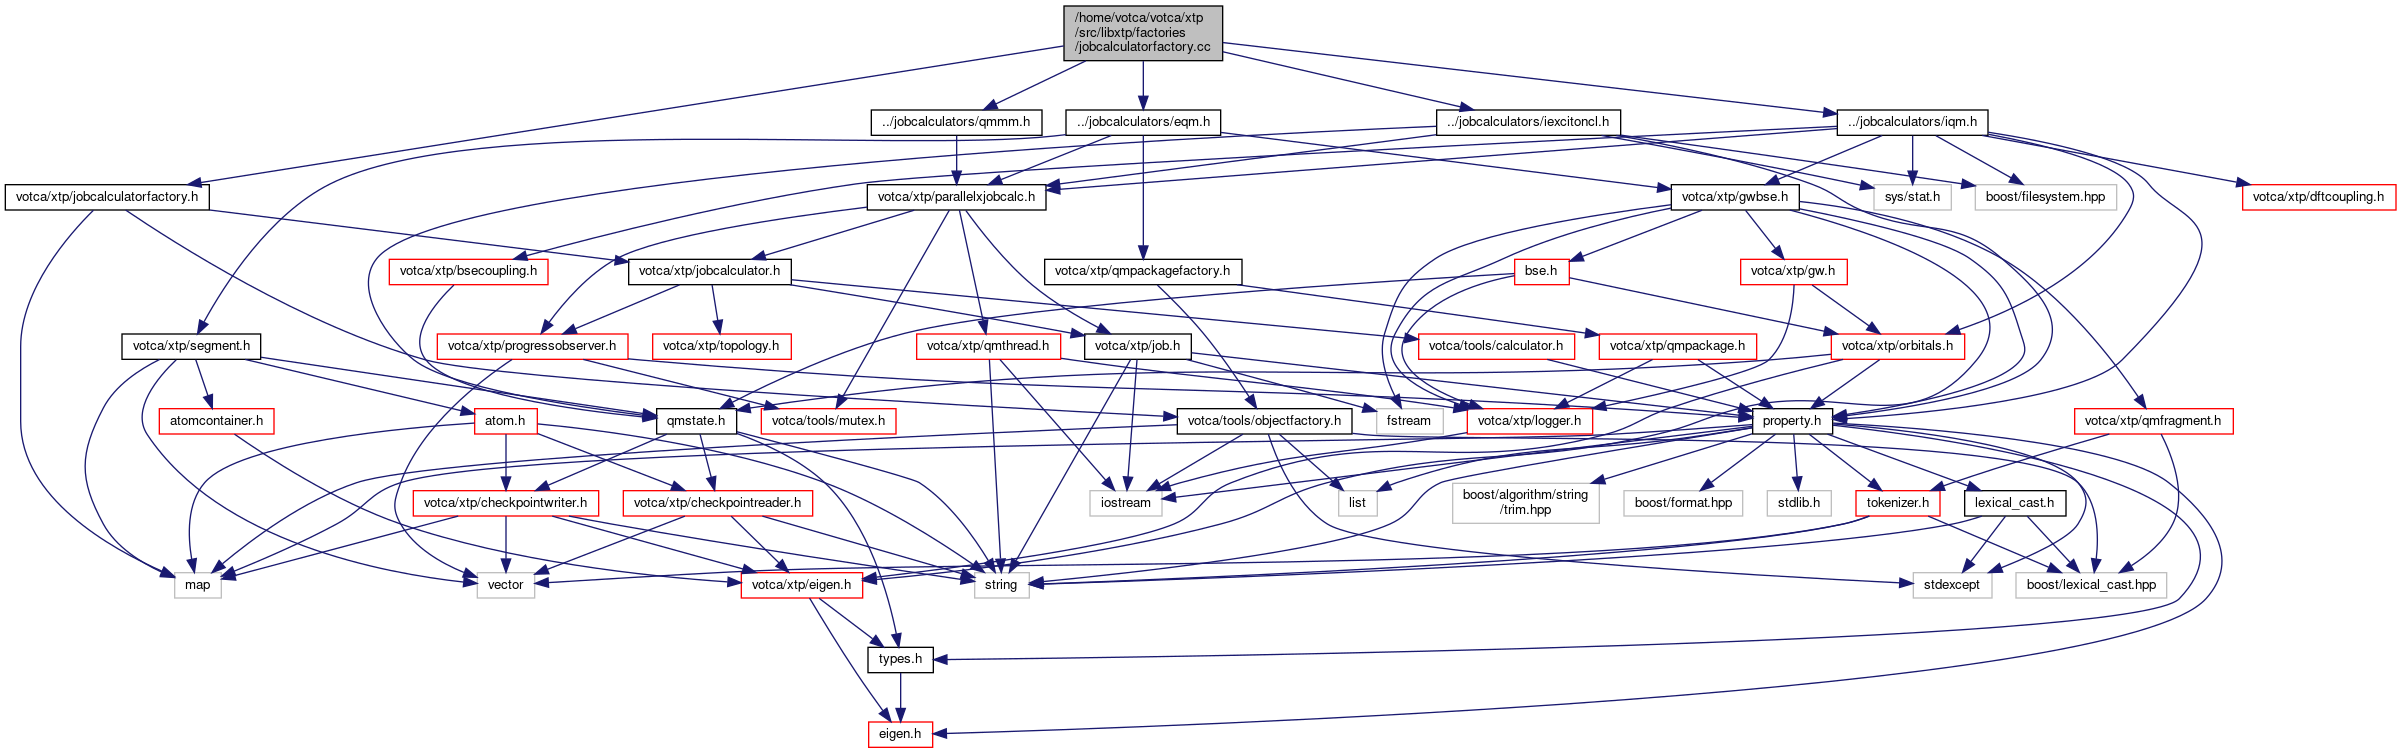 /home/votca/votca/xtp
/src/libxtp/factories
/jobcalculatorfactory.cc
../jobcalculators/qmmm.h
../jobcalculators/eqm.h
../jobcalculators/iexcitoncl.h
../jobcalculators/iqm.h
votca/xtp/jobcalculatorfactory.h
votca/xtp/parallelxjobcalc.h
votca/xtp/gwbse.h
sys/stat.h
boost/filesystem.hpp
votca/xtp/dftcoupling.h
votca/xtp/bsecoupling.h
votca/xtp/jobcalculator.h
votca/xtp/qmpackagefactory.h
bse.h
votca/xtp/gw.h
votca/xtp/segment.h
votca/xtp/progressobserver.h
votca/xtp/topology.h
votca/xtp/qmthread.h
votca/xtp/job.h
votca/tools/calculator.h
votca/xtp/qmpackage.h
votca/xtp/orbitals.h
atomcontainer.h
atom.h
qmstate.h
votca/tools/mutex.h
votca/tools/objectfactory.h
fstream
votca/xtp/logger.h
property.h
votca/xtp/qmfragment.h
votca/xtp/checkpointwriter.h
votca/xtp/checkpointreader.h
iostream
list
boost/algorithm/string
/trim.hpp
boost/format.hpp
stdlib.h
tokenizer.h
lexical_cast.h
map
vector
votca/xtp/eigen.h
string
stdexcept
boost/lexical_cast.hpp
types.h
eigen.h